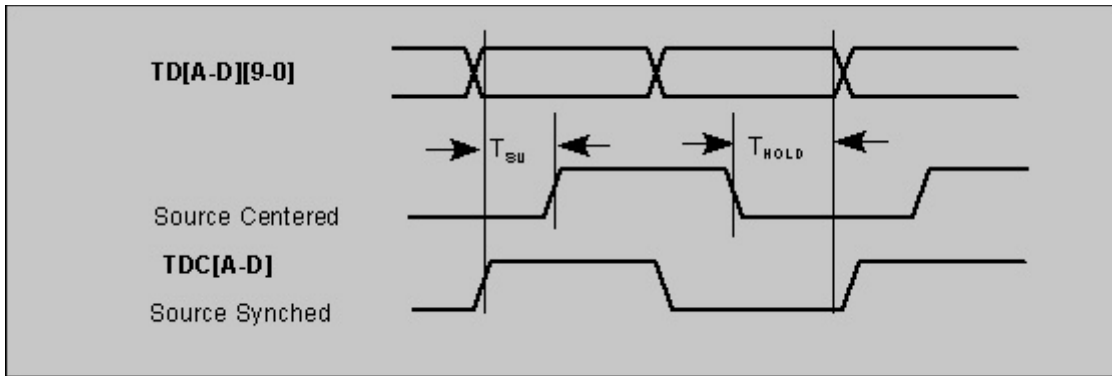 TD[A-D][9-0]
TSU
THOLD
Source Centered
TDC[A-D]
Source Synched